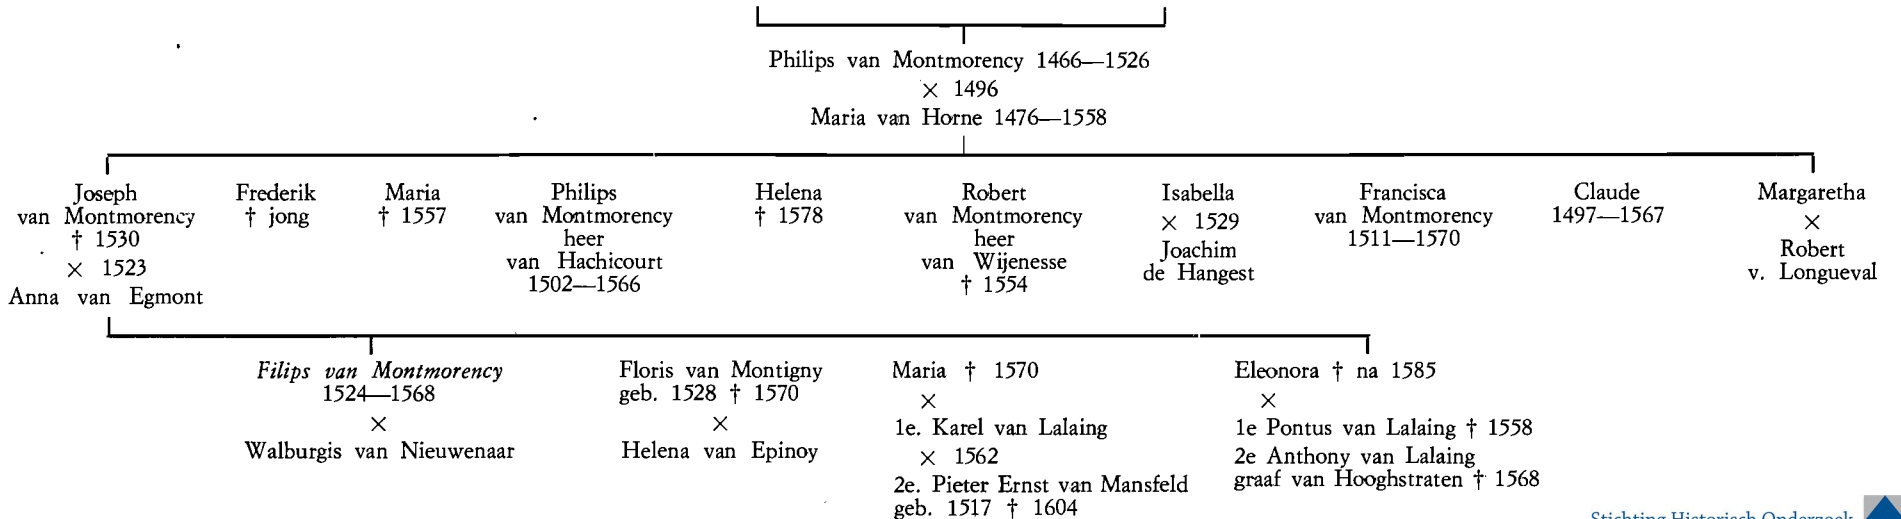 Philips van Montmorency 1466—1526
× 1496
Maria van Horne 1476—1558
Joseph
van Montmorency
† 1530
× 1523
Anna van Egmont
Frederik
† jong
Maria
† 1557
Philips
van Montmorency
heer
van Hachicourt
1502—1566
Helena
† 1578
Robert
van Montmorency
heer
van Wijenesse
† 1554
Isabella
× 1529
Joachim
de Hangest
Francisca
van Montmorency
1511—1570
Claude
1497—1567
Margaretha
×
Robert
v. Longueval
Filips van Montmorency
1524—1568
×
Walburgis van Nieuwenaar
Floris van Montigny
geb. 1528 † 1570
×
Helena van Epinoy
Maria † 1570
×
1e. Karel van Lalaing
× 1562
2e. Pieter Ernst van Mansfeld
geb. 1517 † 1604
Eleonora † na 1585
×
1e Pontus van Lalaing † 1558
2e Anthony van Lalaing
graaf van Hooghstraten † 1568
Stichting Historisch Onderzoek